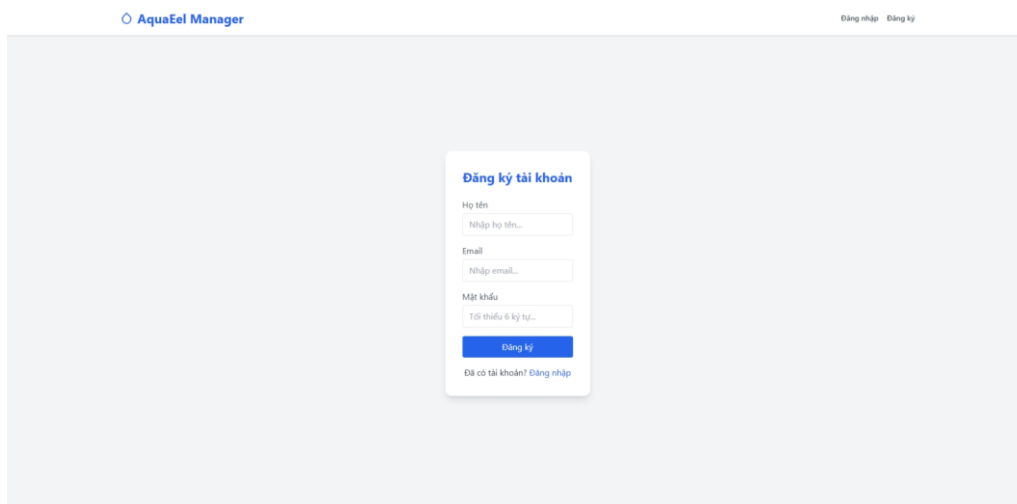 AquaEel Manager
Đăng nhập Đăng ký
Đăng ký tài khoản
Họ tên
Nhập họ tên...
Email
Nhập email...
Mật khẩu
Tối thiểu 6 ký tự...
Đăng ký
Đã có tài khoản? Đăng nhập